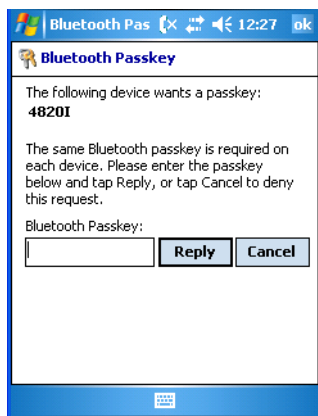 Bluetooth Pas 12:27 ok
Bluetooth Passkey
The following device wants a passkey:
4820I
The same Bluetooth passkey is required on
each device. Please enter the passkey
below and tap Reply, or tap Cancel to deny
this request.
Bluetooth Passkey:
Reply Cancel